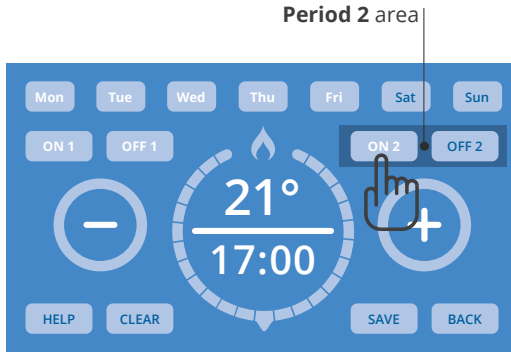 Period 2 area
Mon Tue Wed Thu Fri Sat Sun
ON 1 OFF 1 ON 2 OFF 2
21°
17:00
HELP CLEAR SAVE BACK